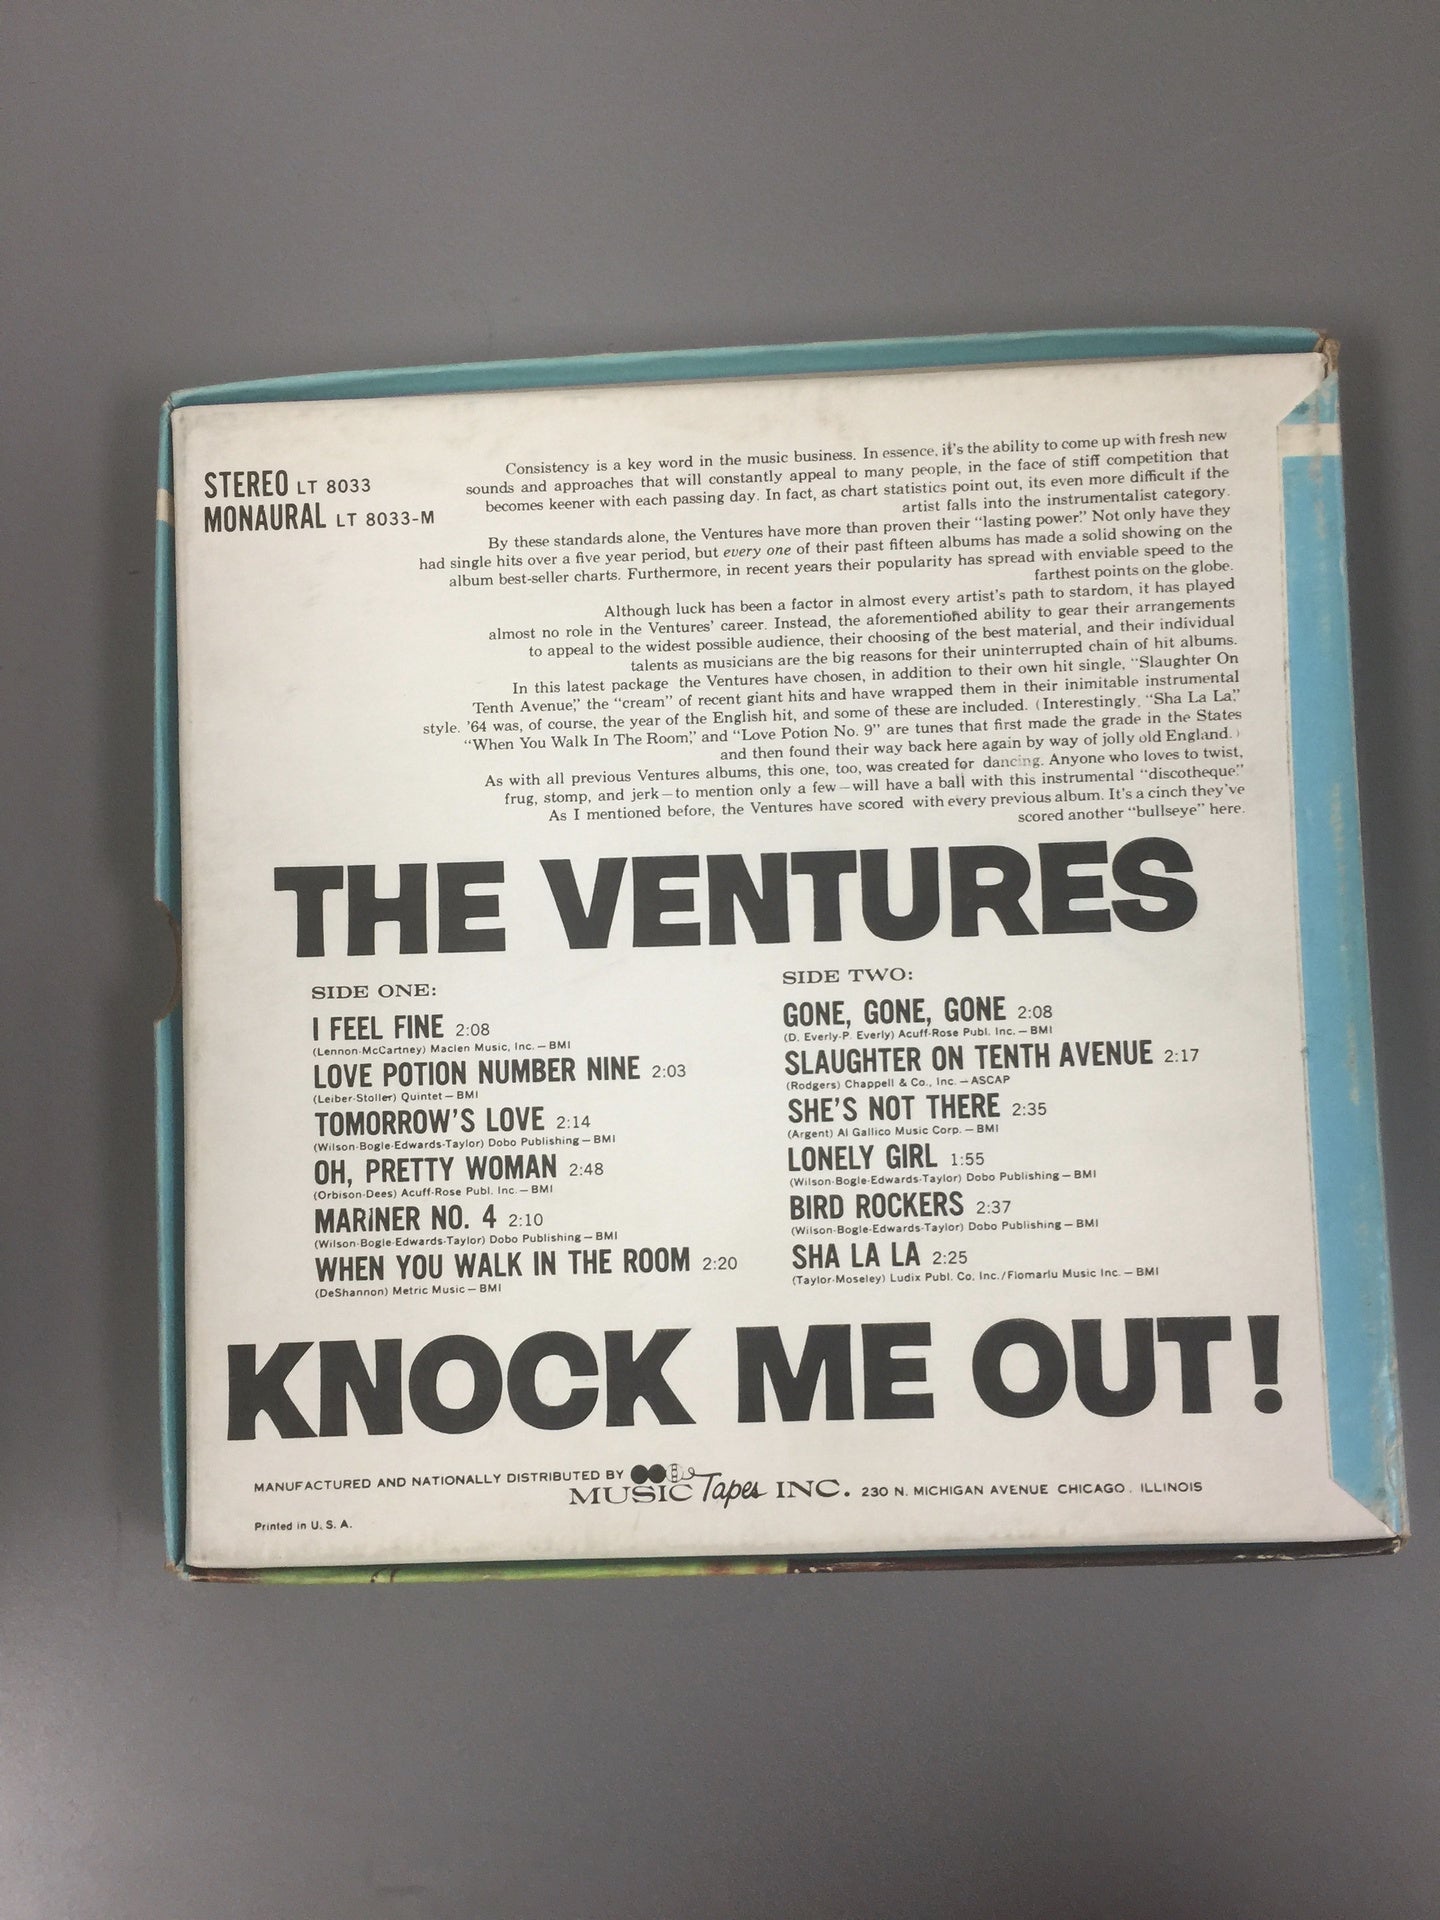 STEREO LT 8033
MONAURAL LT 8033-M
Consistency is a key word in the music business. In essence, it's the ability to come up with fresh new
sounds and approaches that will constantly appeal to many people, in the face of stiff competition that
becomes keener with each passing day. In fact, as chart statistics point out, its even more difficult if the
artist falls into the instrumentalist category.
By these standards alone, the Ventures have more than proven their "lasting power." Not only have they
had single hits over a five year period, but every one of their past fifteen albums has made a solid showing on the
album best-seller charts. Furthermore, in recent years their popularity has spread with enviable speed to the
farthest points on the globe.
Although luck has been a factor in almost every artist's path to stardom, it has played
almost no role in the Ventures' career. Instead, the aforementioned ability to gear their arrangements
to appeal to the widest possible audience, their choosing of the best material, and their individual
talents as musicians are the big reasons for their uninterrupted chain of hit albums.
In this latest package the Ventures have chosen, in addition to their own hit single, "Slaughter On
Tenth Avenue," the "cream" of recent giant hits and have wrapped them in their inimitable instrumental
style. '64 was, of course, the year of the English hit, and some of these are included. (Interestingly, "Sha La La,"
"When You Walk In The Room," and "Love Potion No. 9" are tunes that first made the grade in the States
and then found their way back here again by way of jolly old England.)
As with all previous Ventures albums, this one, too, was created for dancing. Anyone who loves to twist,
frug, stomp, and jerk—to mention only a few—will have a ball with this instrumental "discotheque."
As I mentioned before, the Ventures have scored with every previous album. It's a cinch they've
scored another "bullseye" here.
THE VENTURES
SIDE ONE:
I FEEL FINE 2:08
(Lennon-McCartney) Maclen Music, Inc.—BMI
LOVE POTION NUMBER NINE 2:03
(Leiber-Stoller) Quintet—BMI
TOMORROW'S LOVE 2:14
(Wilson-Bogle-Edwards-Taylor) Dobo Publishing—BMI
OH, PRETTY WOMAN 2:48
(Orbison-Dees) Acuff-Rose Publ. Inc.—BMI
MARINER NO. 4 2:10
(Wilson-Bogle-Edwards-Taylor) Dobo Publishing—BMI
WHEN YOU WALK IN THE ROOM 2:20
(DeShannon) Metric Music—BMI
SIDE TWO:
GONE, GONE, GONE 2:08
(D. Everly-P. Everly) Acuff-Rose Publ. Inc.—BMI
SLAUGHTER ON TENTH AVENUE 2:17
(Rodgers) Chappell & Co., Inc.—ASCAP
SHE'S NOT THERE 2:35
(Argent) Al Gallico Music Corp.—BMI
LONELY GIRL 1:55
(Wilson-Bogle-Edwards-Taylor) Dobo Publishing—BMI
BIRD ROCKERS 2:37
(Wilson-Bogle-Edwards-Taylor) Dobo Publishing—BMI
SHA LA LA 2:25
(Taylor-Moseley) Ludix Publ. Co. Inc./Flomarlu Music Inc.—BMI
KNOCK ME OUT!
MANUFACTURED AND NATIONALLY DISTRIBUTED BY MUSIC Tapes INC. 230 N. MICHIGAN AVENUE CHICAGO, ILLINOIS
Printed in U. S. A.